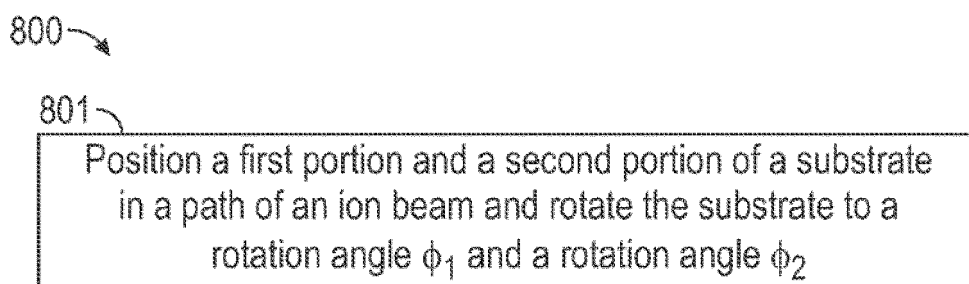 800
801
Position a first portion and a second portion of a substrate
in a path of an ion beam and rotate the substrate to a
rotation angle ϕ₁ and a rotation angle ϕ₂